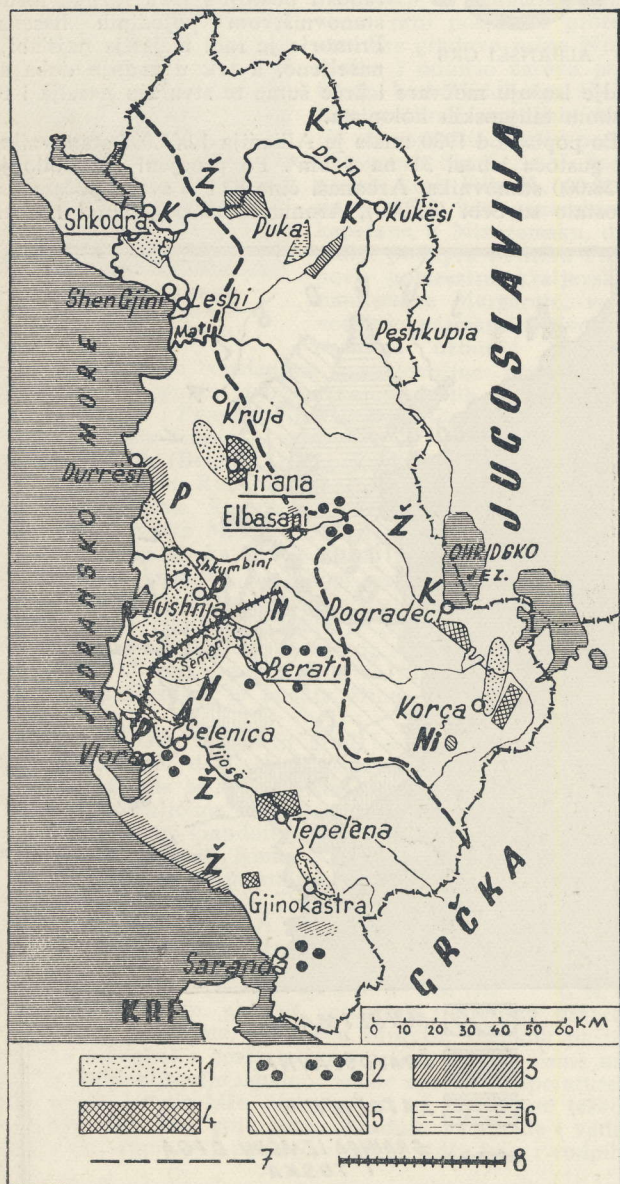 K
Drin
Ž
K
Kukësi
Shkodra
K
Puka
ShenGjini
Leshi
Mati
Peshkupia
JUGOSLAVIJA
Kruja
JADRANSKO MORE
Durrësi
Tirana
P
Elbasani
Ž
Shkumbini
OHRIDSKO
JEZ.
K
P
Lushnja
N
Pogradec
Semani
Berati
N
Korça
A
P
Selenica
Ni
Vlora
Vijosë
Ž
Tepelena
Ž
Gjinokastra
GRČKA
Saranda
KRF
0 10 20 30 40 50 60 KM
1 2 3
4 5 6
7 8